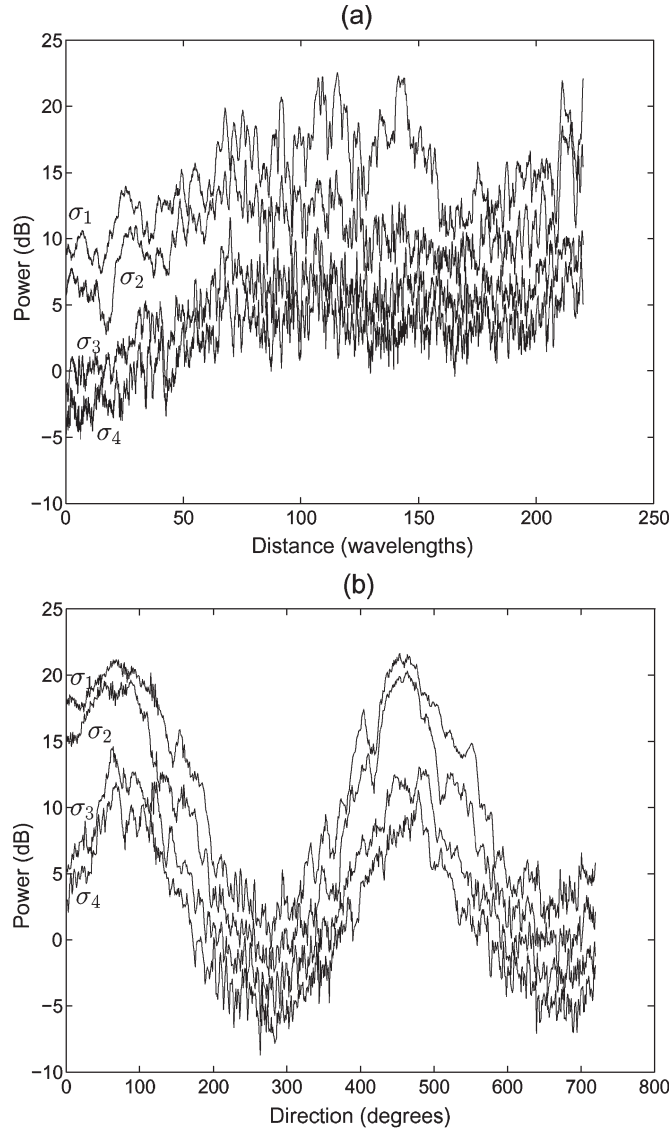 (a)
25
20
15
10
5
0
−5
−10
Power (dB)
σ1
σ2
σ3
σ4
0 50 100 150 200 250
Distance (wavelengths)
(b)
25
20
15
10
5
0
−5
−10
Power (dB)
σ1
σ2
σ3
σ4
0 100 200 300 400 500 600 700 800
Direction (degrees)